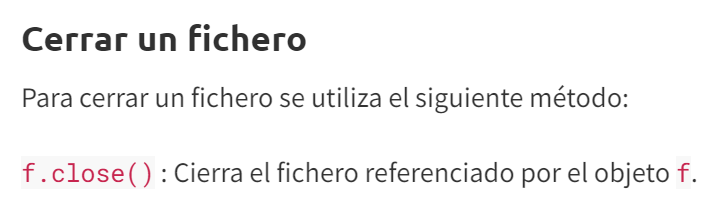 Cerrar un fichero
Para cerrar un fichero se utiliza el siguiente método:
f.close() : Cierra el fichero referenciado por el objeto f.